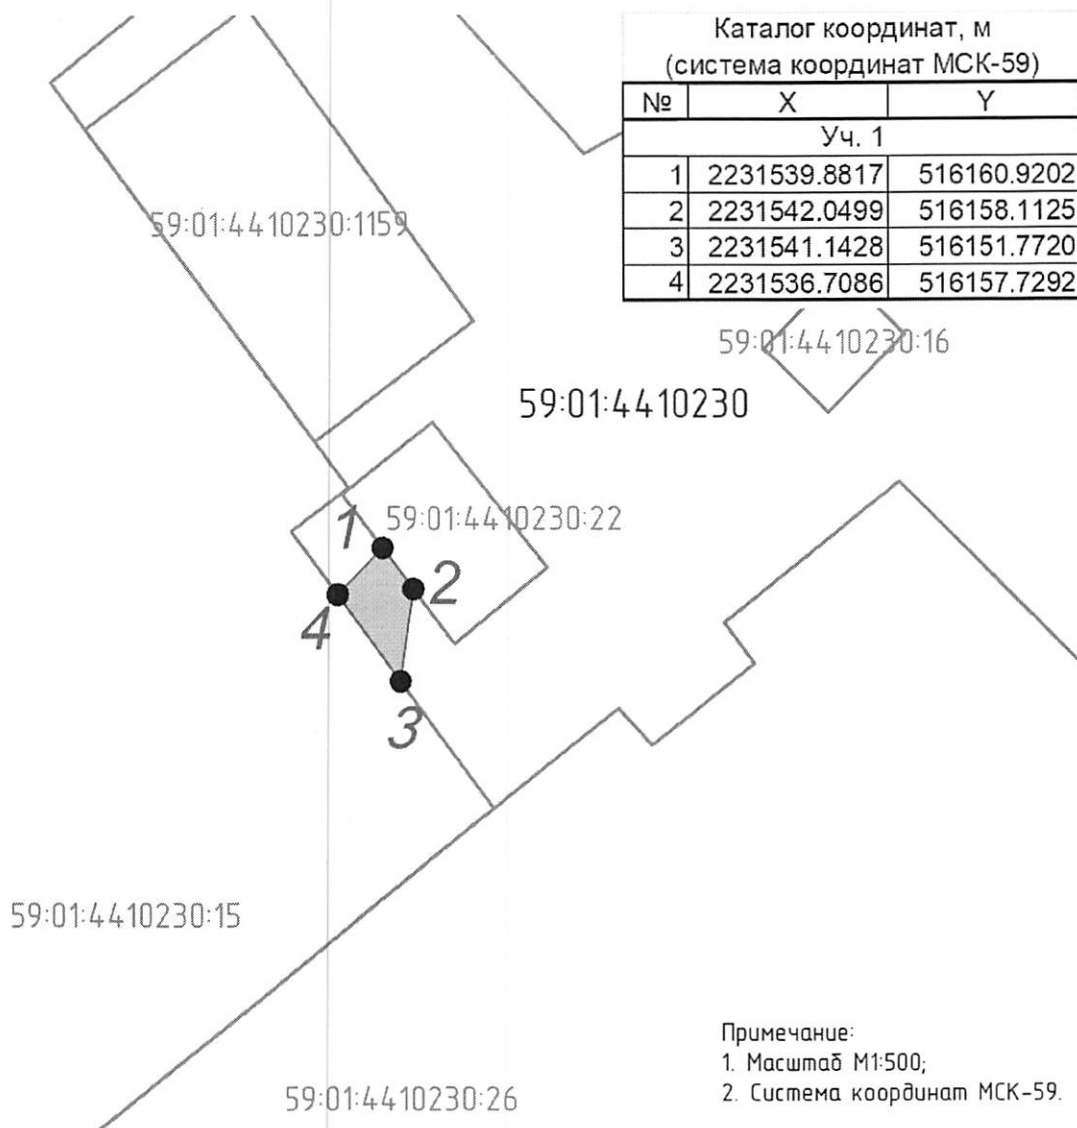 Каталог координат, м
(система координат МСК-59)
№ X Y
Уч. 1
1 2231539.8817 516160.9202
2 2231542.0499 516158.1125
3 2231541.1428 516151.7720
4 2231536.7086 516157.7292
59:01:4410230:1159
59:01:4410230:16
59:01:4410230
59:01:4410230:22
1
2
4
3
59:01:4410230:15
59:01:4410230:26
Примечание:
1. Масштаб М1:500;
2. Система координат МСК-59.